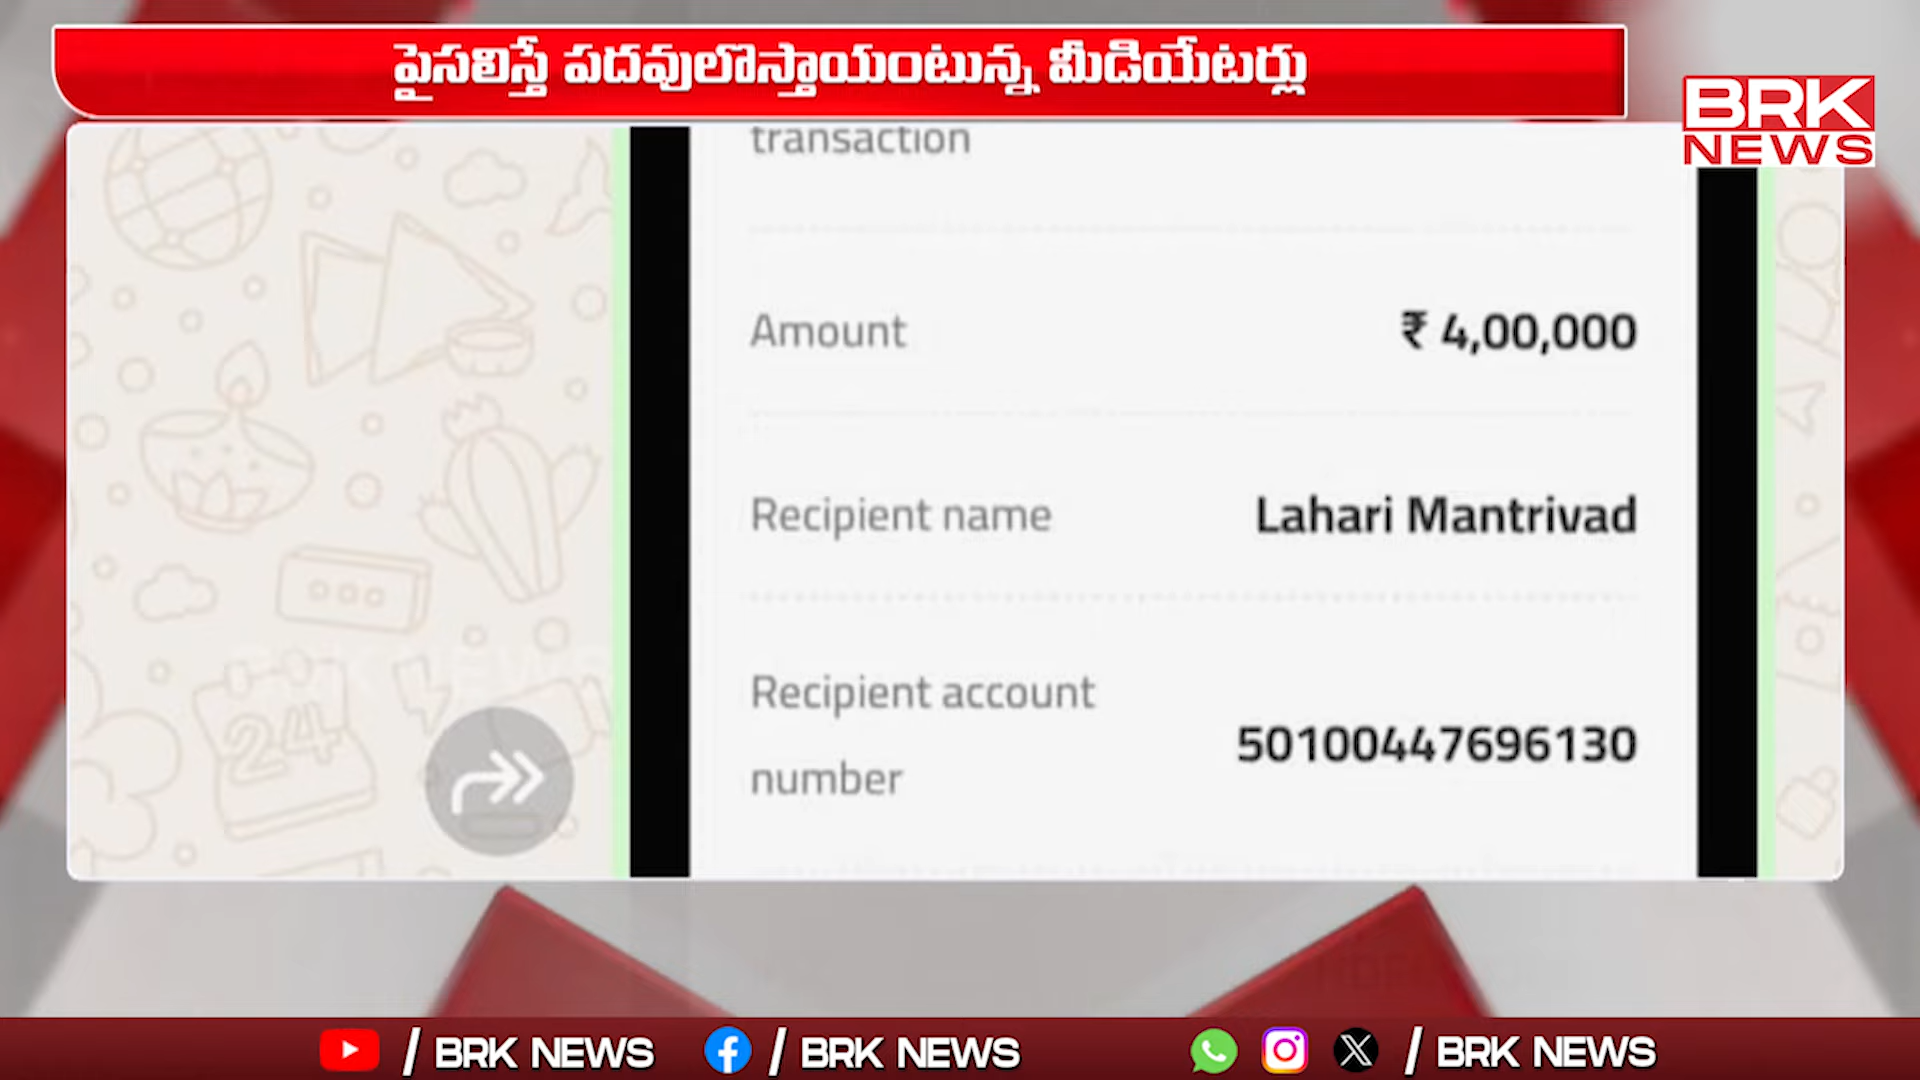 పైసలిస్తే పదవులొస్తాయంటున్న మీడియేటర్లు
BRK
NEWS
transaction
Amount ₹ 4,00,000
Recipient name Lahari Mantrivad
Recipient account
number 50100447696130
24
/ BRK NEWS / BRK NEWS / BRK NEWS